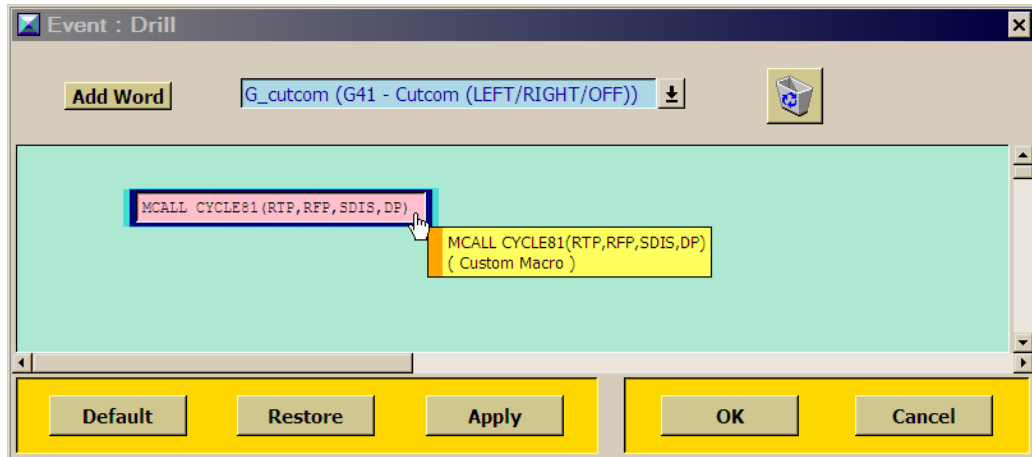 Event : Drill
Add Word
G_cutcom (G41 - Cutcom (LEFT/RIGHT/OFF))
MCALL CYCLE81(RTP,RFP,SDIS,DP)
MCALL CYCLE81(RTP,RFP,SDIS,DP)
( Custom Macro )
Default
Restore
Apply
OK
Cancel